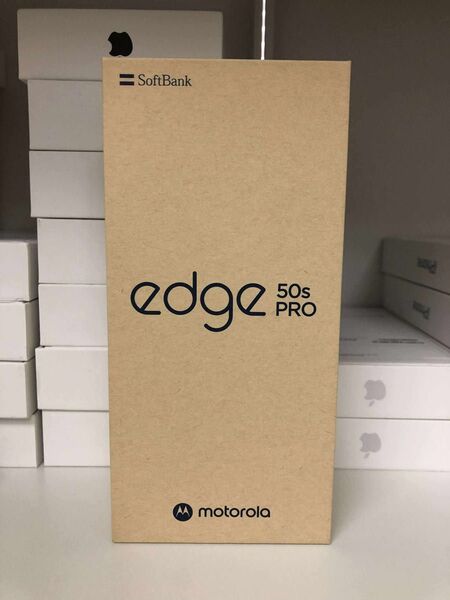 SoftBank
edge 50s
PRO
motorola